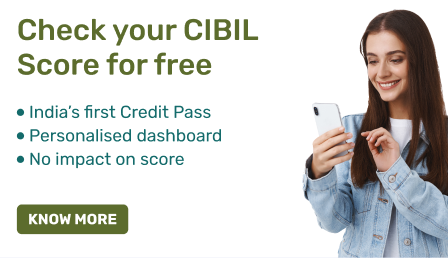 Check your CIBIL
Score for free
• India's first Credit Pass
• Personalised dashboard
• No impact on score
KNOW MORE